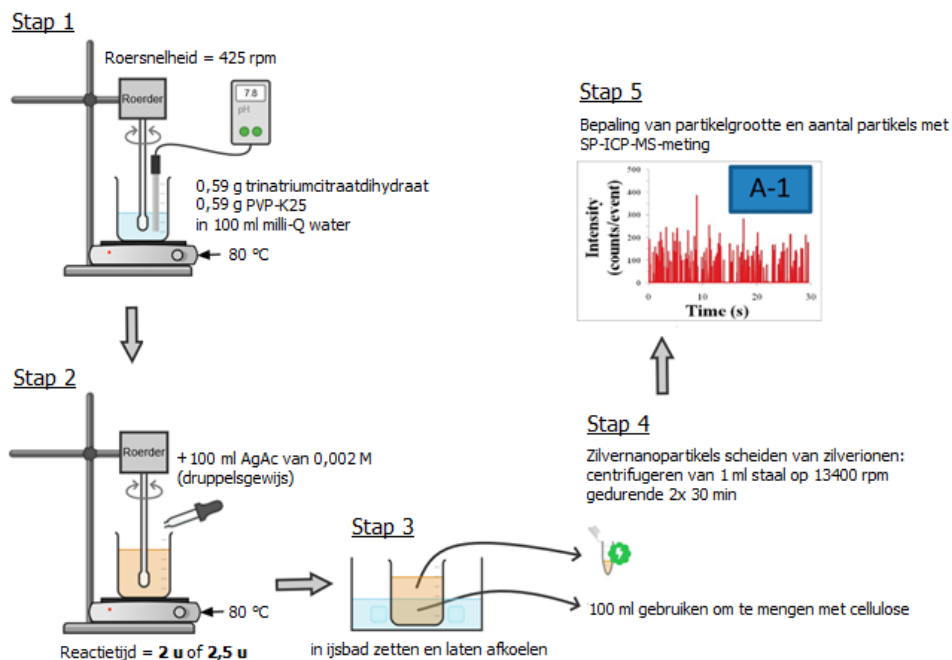 Stap 1
Roersnelheid = 425 rpm
Roerder
7.8
pH
0,59 g trinatriumcitraatdihydraat
0,59 g PVP-K25
in 100 ml milli-Q water
80 °C
Stap 2
Roerder
+ 100 ml AgAc van 0,002 M
(druppelsgewijs)
80 °C
Reactietijd = 2 u of 2,5 u
Stap 3
in ijsbad zetten en laten afkoelen
Stap 4
Zilvernanopartikels scheiden van zilverionen:
centrifugeren van 1 ml staal op 13400 rpm
gedurende 2x 30 min
100 ml gebruiken om te mengen met cellulose
Stap 5
Bepaling van partikelgrootte en aantal partikels met
SP-ICP-MS-meting
A-1
Intensity
(counts/event)
500
400
300
200
100
0
0
10
20
30
Time (s)